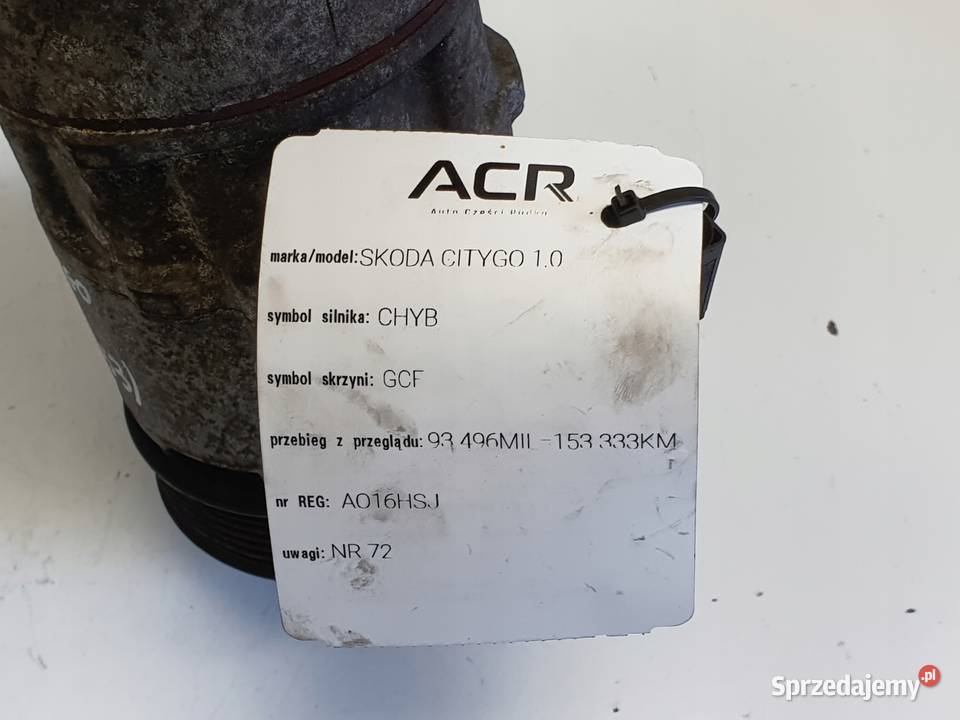 ACR
Auto Części Rudka
marka/model: SKODA CITYGO 1.0
symbol silnika: CHYB
symbol skrzyni: GCF
przebieg z przeglądu: 93 496MIL -153 333KM
nr REG: AO16HSJ
uwagi: NR 72
Sprzedajemy.pl